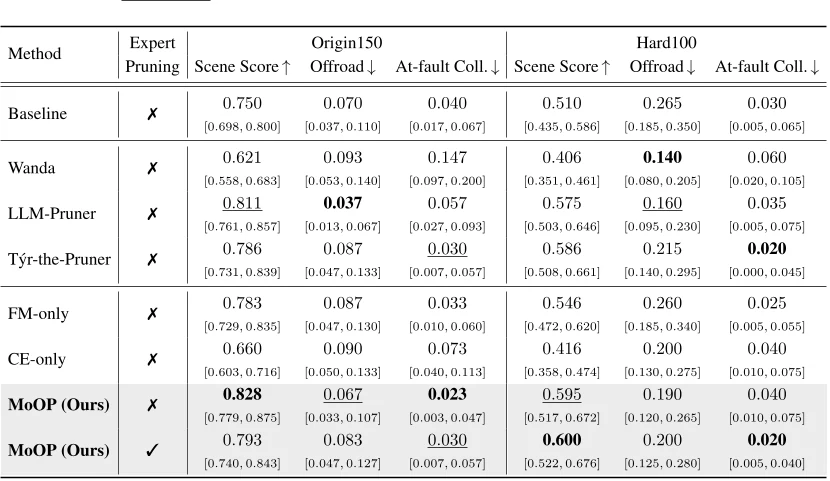 Method Expert Pruning Origin150 Hard100
Scene Score ↑ Offroad ↓ At-fault Coll. ↓ Scene Score ↑ Offroad ↓ At-fault Coll. ↓
Baseline ✗ 0.750 0.070 0.040 0.510 0.265 0.030
[0.698, 0.800] [0.037, 0.110] [0.017, 0.067] [0.435, 0.586] [0.185, 0.350] [0.005, 0.065]
Wanda ✗ 0.621 0.093 0.147 0.406 0.140 0.060
[0.558, 0.683] [0.053, 0.140] [0.097, 0.200] [0.351, 0.461] [0.080, 0.205] [0.020, 0.105]
LLM-Pruner ✗ 0.811 0.037 0.057 0.575 0.160 0.035
[0.761, 0.857] [0.013, 0.067] [0.027, 0.093] [0.503, 0.646] [0.095, 0.230] [0.005, 0.075]
Týr-the-Pruner ✗ 0.786 0.087 0.030 0.586 0.215 0.020
[0.731, 0.839] [0.047, 0.133] [0.007, 0.057] [0.508, 0.661] [0.140, 0.295] [0.000, 0.045]
FM-only ✗ 0.783 0.087 0.033 0.546 0.260 0.025
[0.729, 0.835] [0.047, 0.130] [0.010, 0.060] [0.472, 0.620] [0.185, 0.340] [0.005, 0.055]
CE-only ✗ 0.660 0.090 0.073 0.416 0.200 0.040
[0.603, 0.716] [0.050, 0.133] [0.040, 0.113] [0.358, 0.474] [0.130, 0.275] [0.010, 0.075]
MoOP (Ours) ✗ 0.828 0.067 0.023 0.595 0.190 0.040
[0.779, 0.875] [0.033, 0.107] [0.003, 0.047] [0.517, 0.672] [0.120, 0.265] [0.010, 0.075]
MoOP (Ours) ✓ 0.793 0.083 0.030 0.600 0.200 0.020
[0.740, 0.843] [0.047, 0.127] [0.007, 0.057] [0.522, 0.676] [0.125, 0.280] [0.005, 0.040]